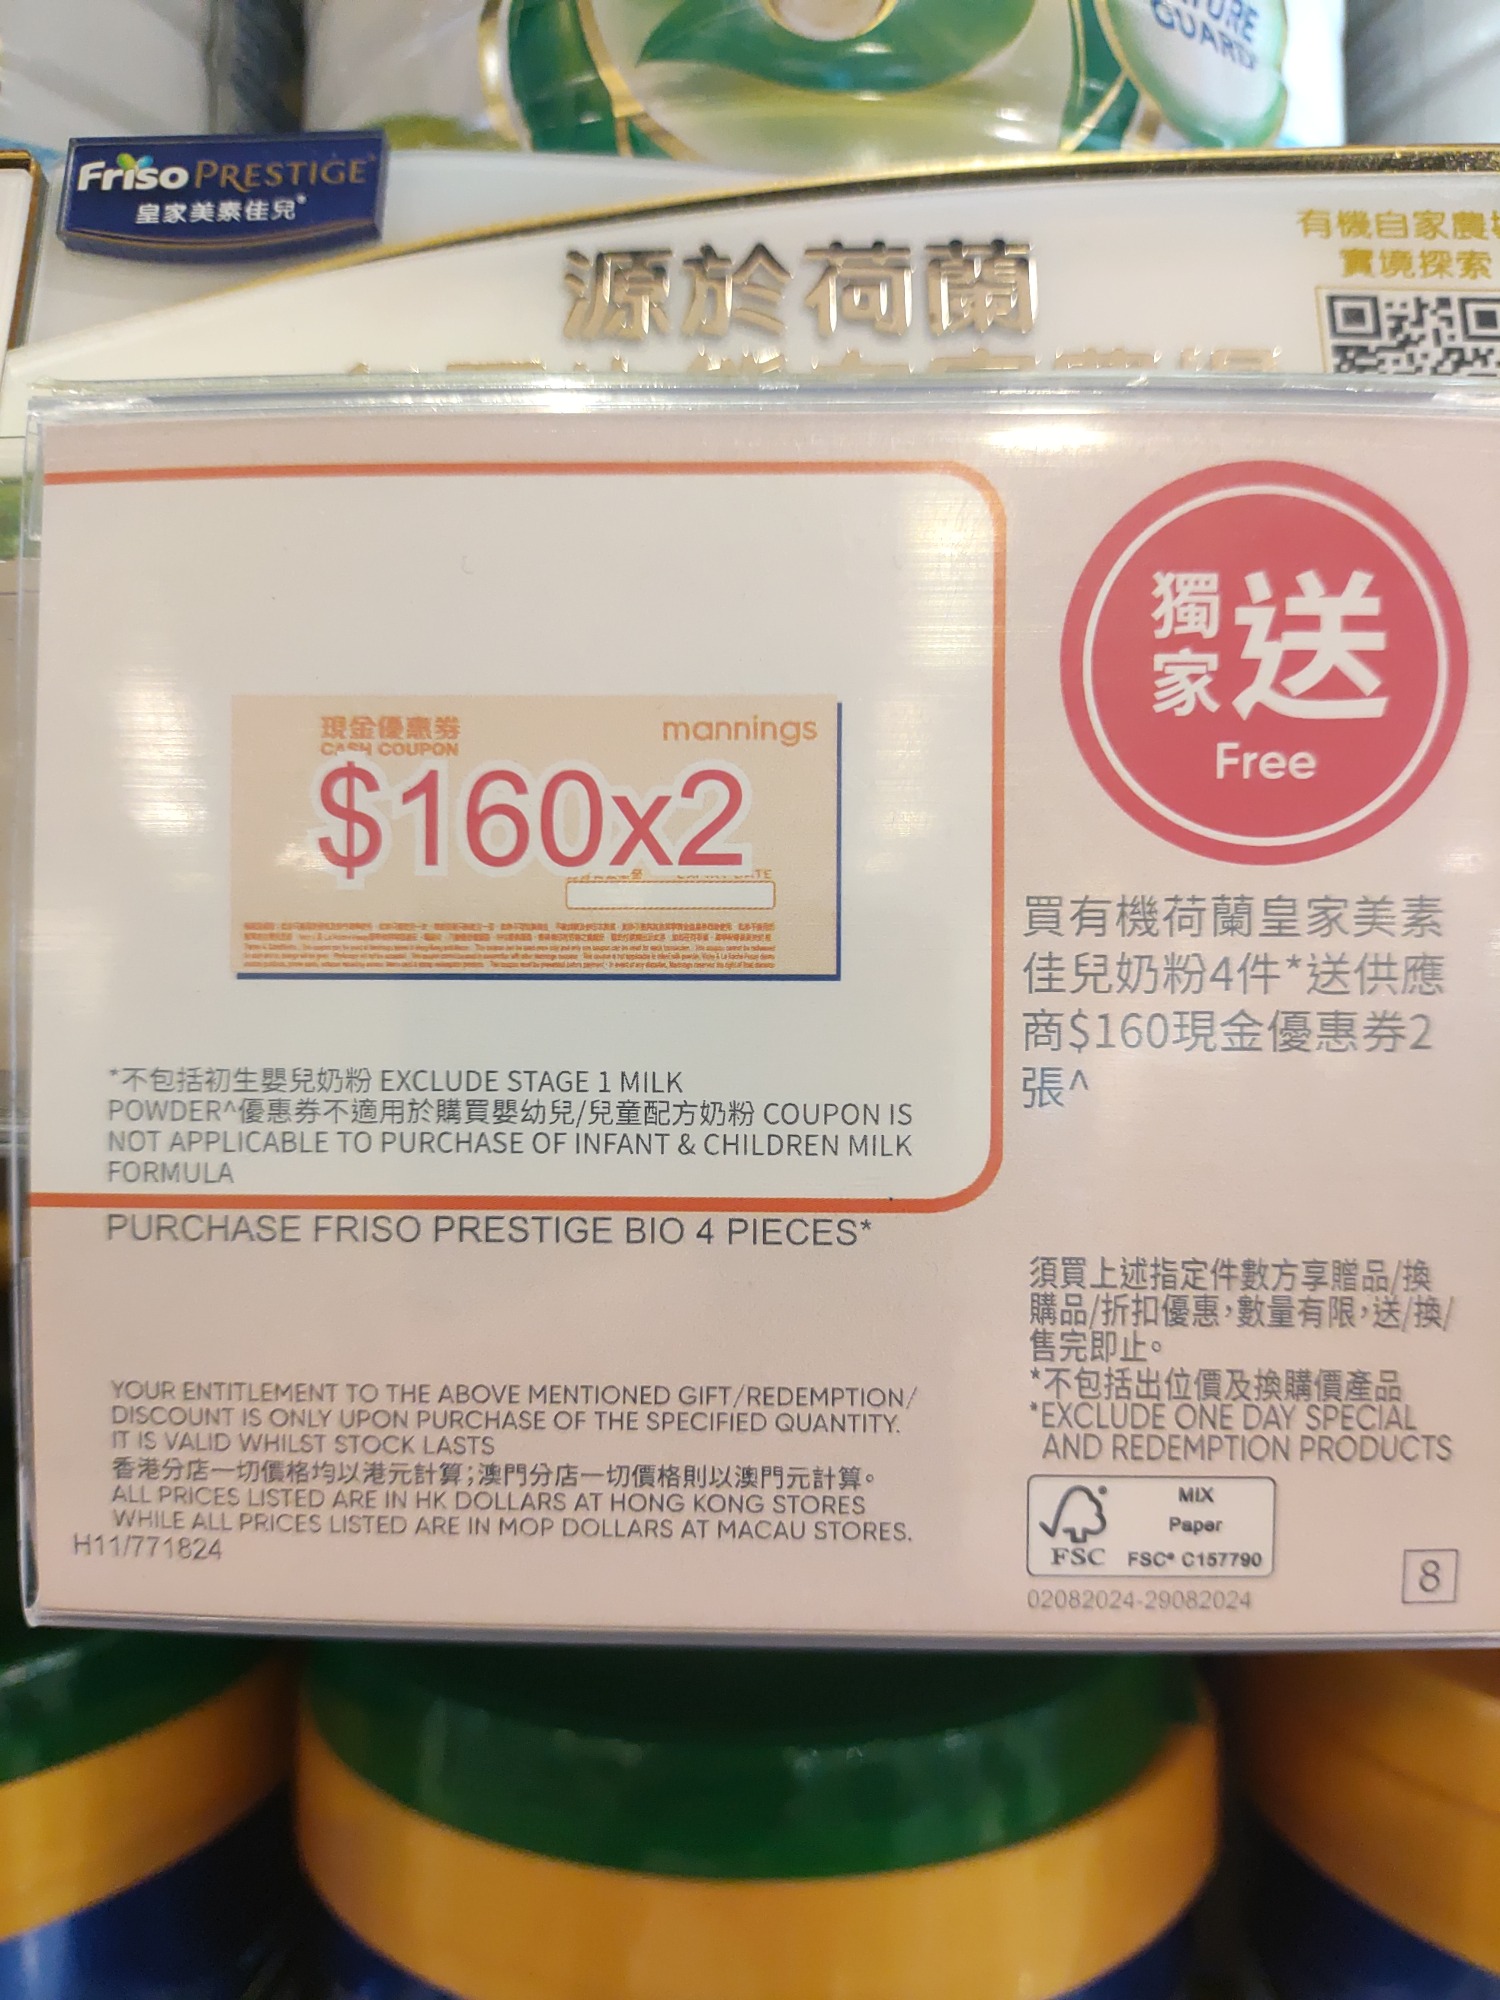 TURE
GUARD
Friso PRESTIGE
皇家美素佳兒®
源於荷蘭
有機自家農
實境探索
獨家送
Free
現金優惠券
mannings
CASH COUPON
$160x2
買有機荷蘭皇家美素
佳兒奶粉4件*送供應
商$160現金優惠券2
張^
*不包括初生嬰兒奶粉 EXCLUDE STAGE 1 MILK
POWDER^優惠券不適用於購買嬰幼兒/兒童配方奶粉 COUPON IS
NOT APPLICABLE TO PURCHASE OF INFANT & CHILDREN MILK
FORMULA
PURCHASE FRISO PRESTIGE BIO 4 PIECES*
須買上述指定件數方享贈品/換
購品/折扣優惠，數量有限，送/換/
售完即止。
*不包括出位價及換購價產品
*EXCLUDE ONE DAY SPECIAL
AND REDEMPTION PRODUCTS
YOUR ENTITLEMENT TO THE ABOVE MENTIONED GIFT/REDEMPTION/
DISCOUNT IS ONLY UPON PURCHASE OF THE SPECIFIED QUANTITY.
IT IS VALID WHILST STOCK LASTS
香港分店一切價格均以港元計算；澳門分店一切價格則以澳門元計算。
ALL PRICES LISTED ARE IN HK DOLLARS AT HONG KONG STORES
WHILE ALL PRICES LISTED ARE IN MOP DOLLARS AT MACAU STORES.
H11/771824
MIX
Paper
FSC
FSC® C157790
02082024-29082024
8